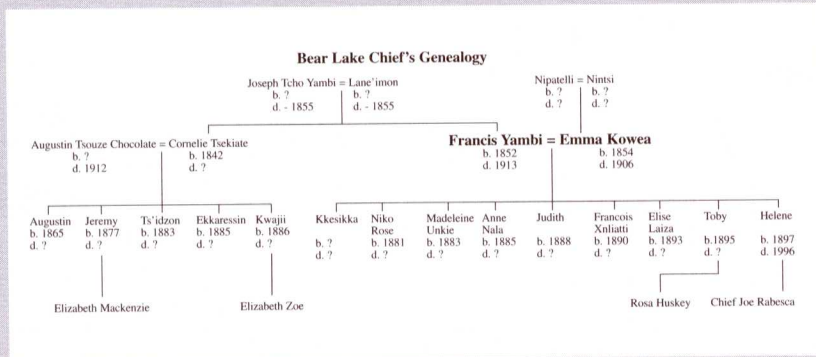 Bear Lake Chief's Genealogy
Joseph Tcho Yambi = Lane'imon
b. ? b. ?
d. - 1855 d. - 1855
Nipatelli = Nintsi
b. ? b. ?
d. ? d. ?
Augustin Tsouze Chocolate = Cornelie Tsekiate
b. ? b. 1842
d. 1912 d. ?
Francis Yambi = Emma Kowea
b. 1852 b. 1854
d. 1913 d. 1906
Augustin
b. 1865
d. ?
Jeremy
b. 1877
d. ?
Ts'idzon
b. 1883
d. ?
Ekkaressin
b. 1885
d. ?
Kwajii
b. 1886
d. ?
Kkesikka
b. ?
d. ?
Niko
Rose
b. 1881
d. ?
Madeleine
Unkie
b. 1883
d. ?
Anne
Nala
b. 1885
d. ?
Judith
b. 1888
d. ?
Francois
Xnliatti
b. 1890
d. ?
Elise
Laiza
b. 1893
d. ?
Toby
b.1895
d. ?
Helene
b. 1897
d. 1996
Elizabeth Mackenzie
Elizabeth Zoe
Rosa Huskey
Chief Joe Rabesca